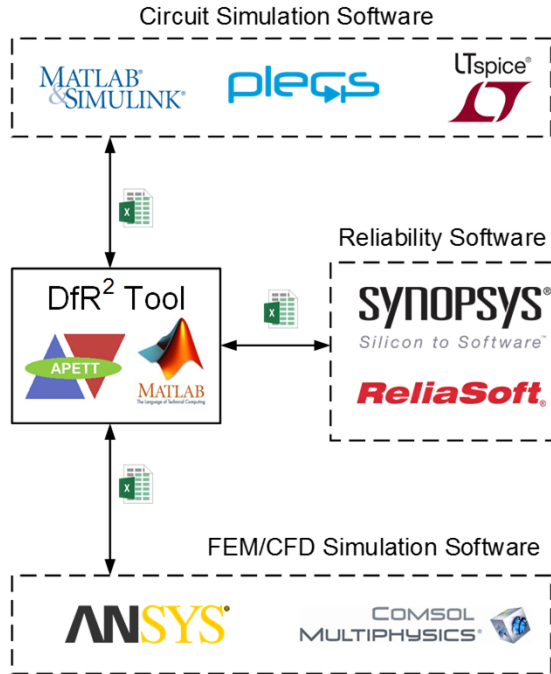 Circuit Simulation Software
MATLAB®
&SIMULINK®
plecs
LTspice®
X
DfR² Tool
APETT
MATLAB
The Language of Technical Computing
X
Reliability Software
SYNOPSYS®
Silicon to Software™
ReliaSoft®
X
FEM/CFD Simulation Software
ANSYS®
COMSOL
MULTIPHYSICS®